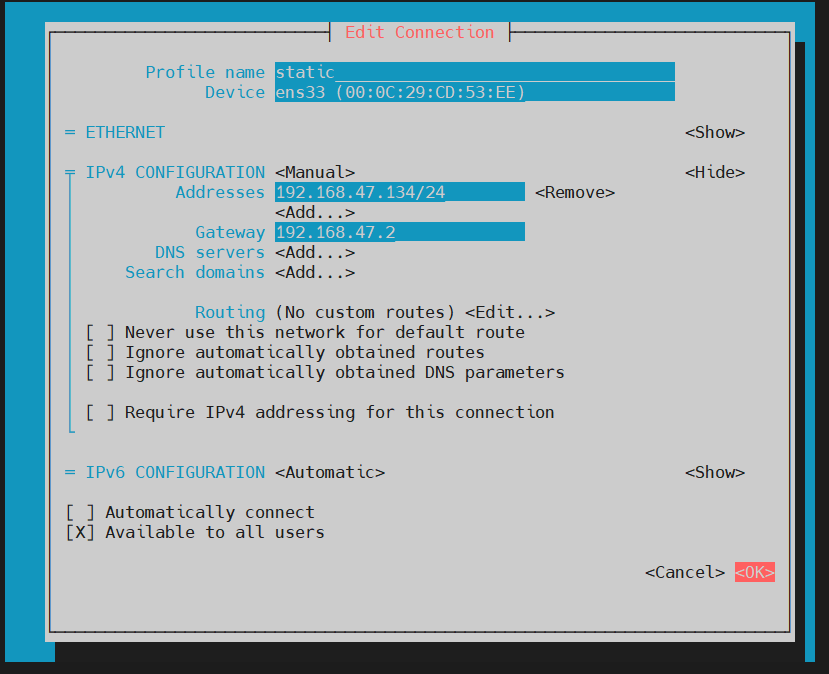 Edit Connection
Profile name static
Device ens33 (00:0C:29:CD:53:EE)
= ETHERNET <Show>
IPv4 CONFIGURATION <Manual> <Hide>
Addresses 192.168.47.134/24 <Remove>
<Add...>
Gateway 192.168.47.2
DNS servers <Add...>
Search domains <Add...>
Routing (No custom routes) <Edit...>
[ ] Never use this network for default route
[ ] Ignore automatically obtained routes
[ ] Ignore automatically obtained DNS parameters
[ ] Require IPv4 addressing for this connection
= IPv6 CONFIGURATION <Automatic> <Show>
[ ] Automatically connect
[X] Available to all users
<Cancel> <OK>